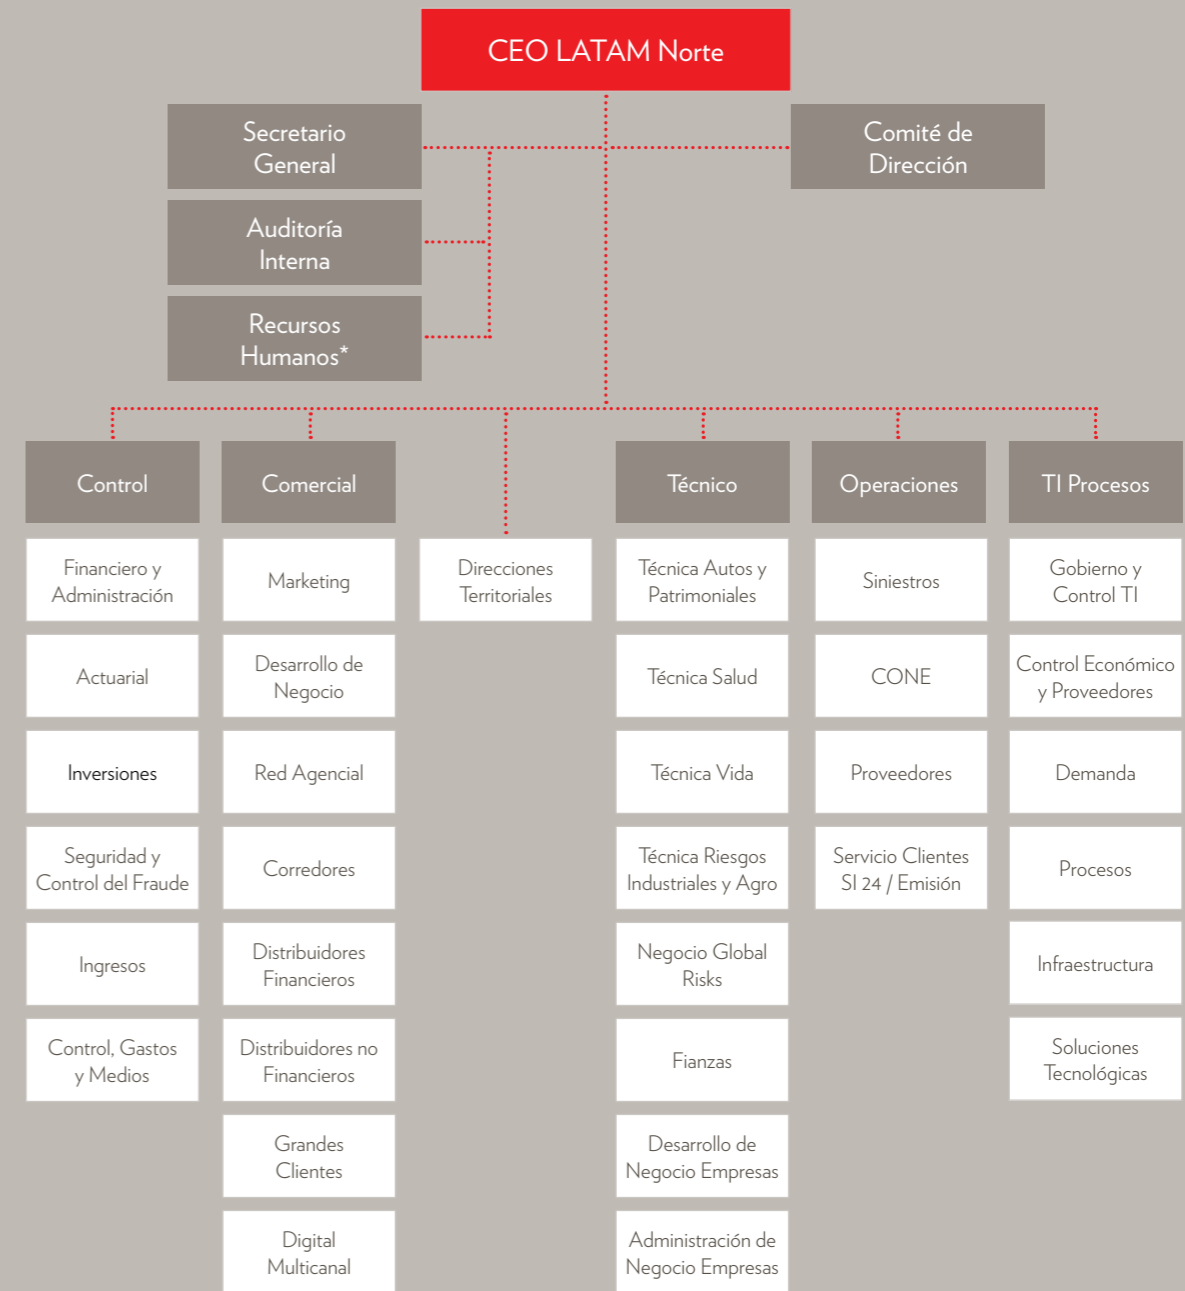 CEO LATAM Norte
Secretario
General
Comité de
Dirección
Auditoría
Interna
Recursos
Humanos*
Control
Comercial
Técnico
Operaciones
TI Procesos
Financiero y
Administración
Actuarial
Inversiones
Seguridad y
Control del Fraude
Ingresos
Control, Gastos
y Medios
Marketing
Desarrollo de
Negocio
Red Agencial
Corredores
Distribuidores
Financieros
Distribuidores no
Financieros
Grandes
Clientes
Digital
Multicanal
Direcciones
Territoriales
Técnica Autos y
Patrimoniales
Técnica Salud
Técnica Vida
Técnica Riesgos
Industriales y Agro
Negocio Global
Risks
Fianzas
Desarrollo de
Negocio Empresas
Administración de
Negocio Empresas
Siniestros
CONE
Proveedores
Servicio Clientes
SI 24 / Emisión
Gobierno y
Control TI
Control Económico
y Proveedores
Demanda
Procesos
Infraestructura
Soluciones
Tecnológicas